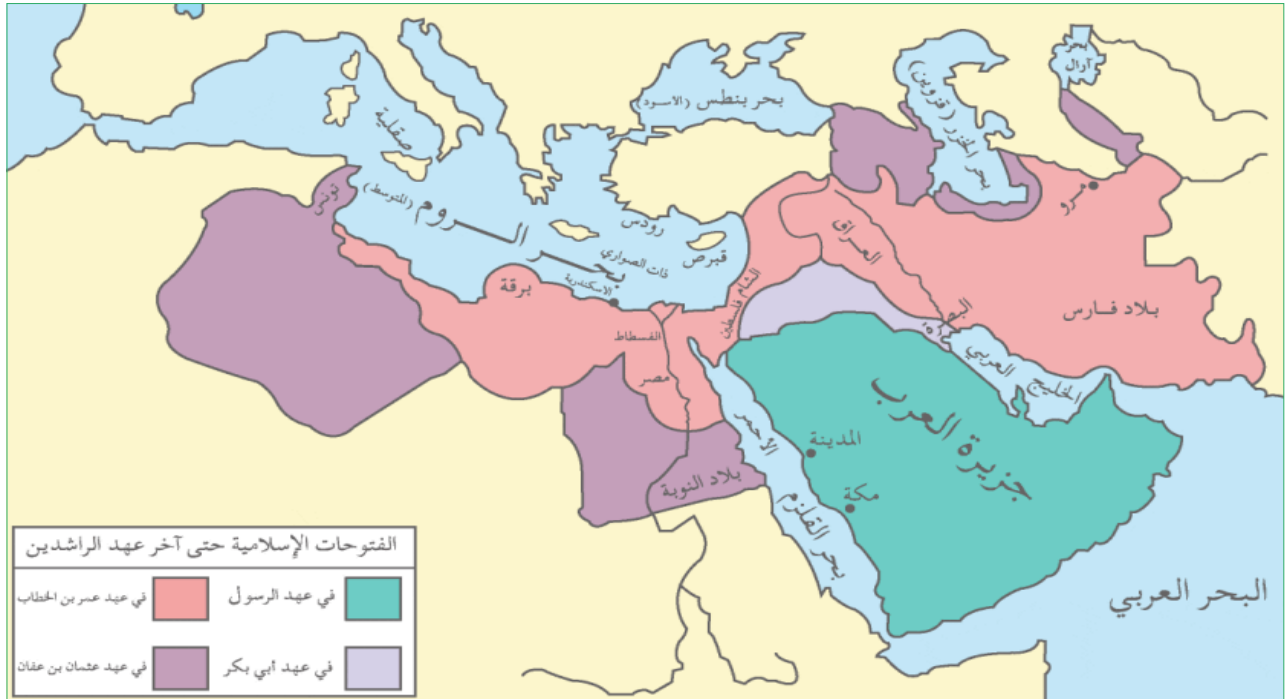 بحر
آرال
بحر الخزر (قزوين)
بحر بنطس (الأسود)
صقلية
تونس
بحر الروم (المتوسط)
رودس
قبرص
ذات الصواري
الاسكندرية
برقة
الفسطاط
مصر
الشام
فلسطين
العراق
البصرة
مرو
بلاد فارس
الخليج العربي
جزيرة العرب
المدينة
مكة
بحر القلزم
الأحمر
بلاد النوبة
البحر العربي
الفتوحات الإسلامية حتى آخر عهد الراشدين
في عهد الرسول
في عهد عمر بن الخطاب
في عهد أبي بكر
في عهد عثمان بن عفان